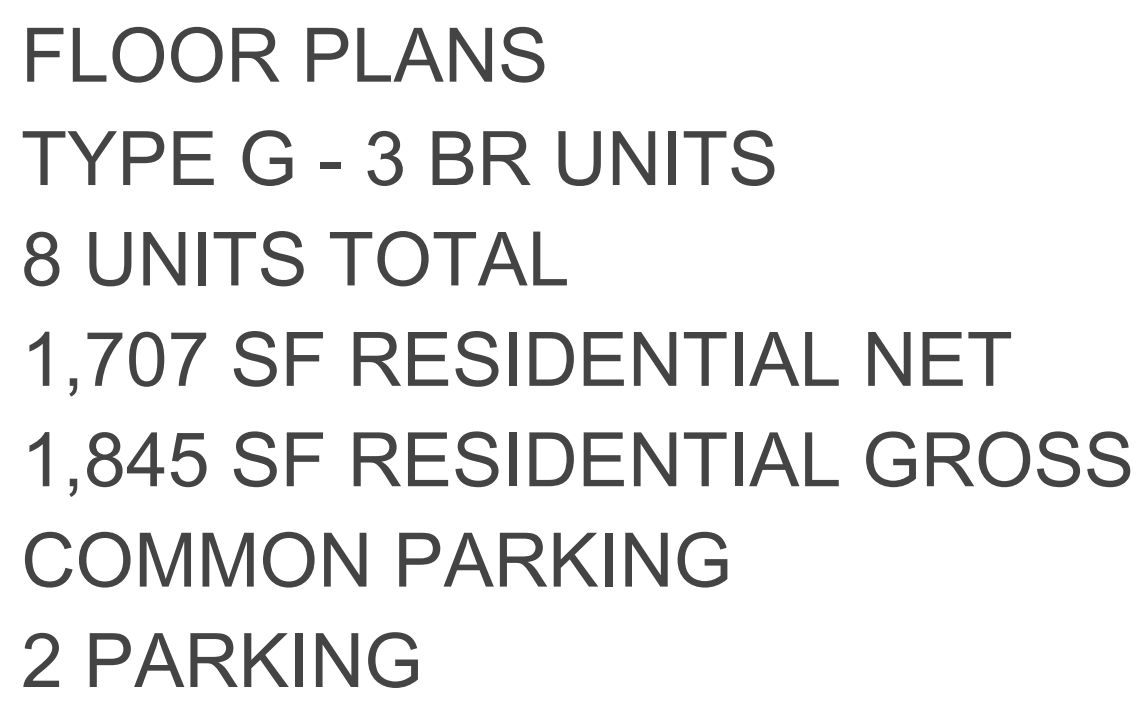 FLOOR PLANS
TYPE G - 3 BR UNITS
8 UNITS TOTAL
1,707 SF RESIDENTIAL NET
1,845 SF RESIDENTIAL GROSS
COMMON PARKING
2 PARKING